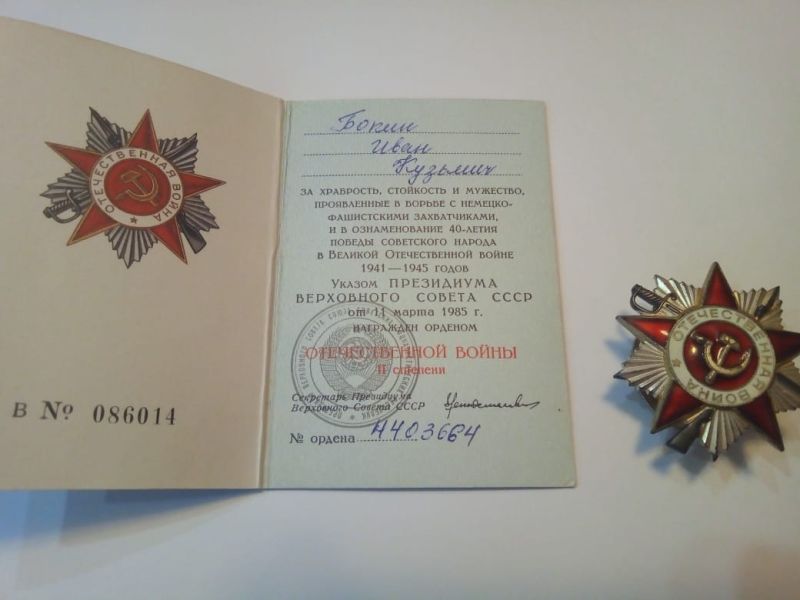 ОТЕЧЕСТВЕННАЯ ВОЙНА
В № 086014
Бокин
Иван
Кузьмич
ЗА ХРАБРОСТЬ, СТОЙКОСТЬ И МУЖЕСТВО,
ПРОЯВЛЕННЫЕ В БОРЬБЕ С НЕМЕЦКО-
ФАШИСТСКИМИ ЗАХВАТЧИКАМИ,
И В ОЗНАМЕНОВАНИЕ 40-ЛЕТИЯ
ПОБЕДЫ СОВЕТСКОГО НАРОДА
В ВЕЛИКОЙ ОТЕЧЕСТВЕННОЙ ВОЙНЕ
1941—1945 ГОДОВ
УКАЗОМ ПРЕЗИДИУМА
ВЕРХОВНОГО СОВЕТА СССР
от 11 марта 1985 г.
НАГРАЖДЕН ОРДЕНОМ
ОТЕЧЕСТВЕННОЙ ВОЙНЫ
II степени
Секретарь Президиума
Верховного Совета СССР
№ ордена 4403664
ОТЕЧЕСТВЕННАЯ ВОЙНА